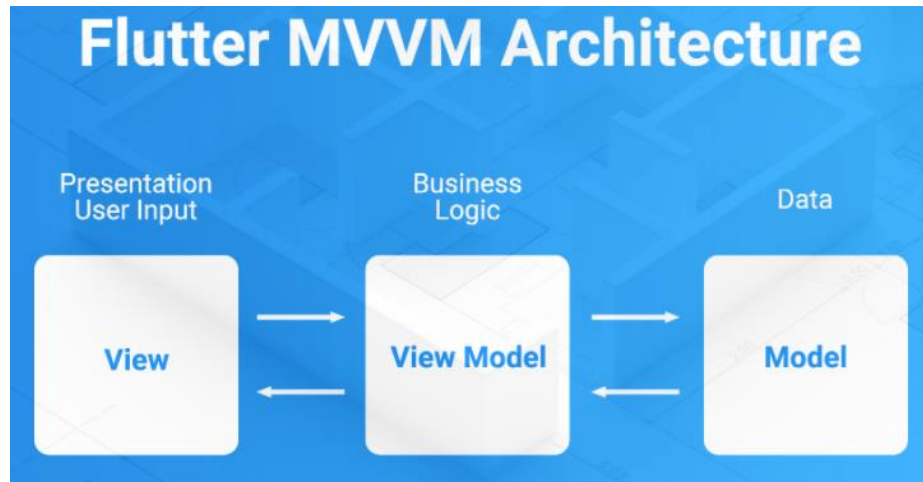 Flutter MVVM Architecture
Presentation
User Input
Business
Logic
Data
View
View Model
Model